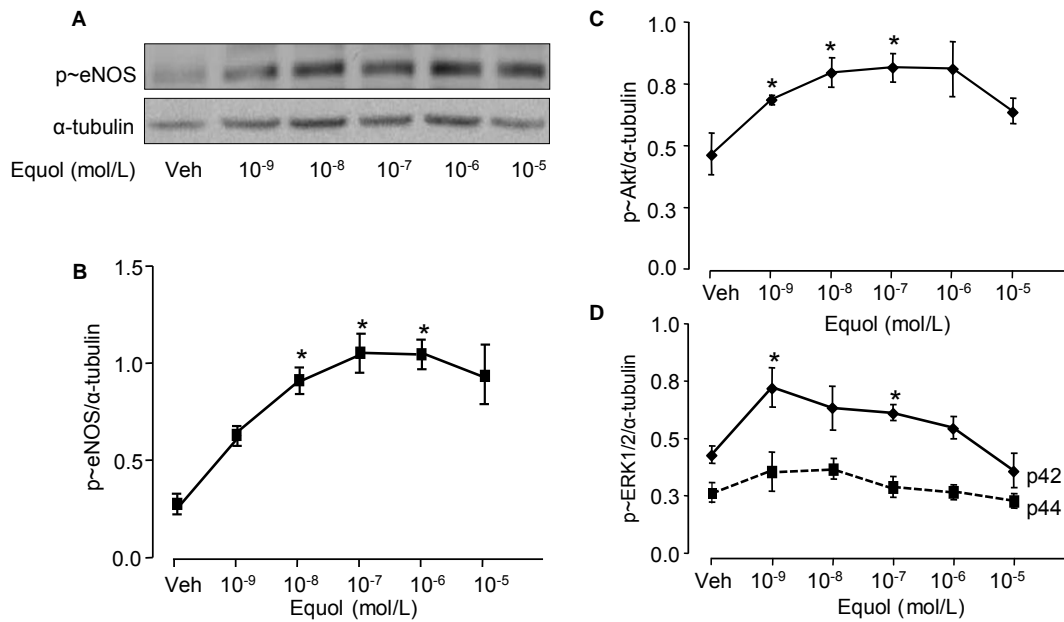 A
p~eNOS
α-tubulin
Equol (mol/L) Veh 10⁻⁹ 10⁻⁸ 10⁻⁷ 10⁻⁶ 10⁻⁵
B
1.5
1.0
0.5
0.0
p~eNOS/α-tubulin
* * *
Veh 10⁻⁹ 10⁻⁸ 10⁻⁷ 10⁻⁶ 10⁻⁵
Equol (mol/L)
C
1.0
0.8
0.5
0.3
0.0
p~Akt/α-tubulin
* * *
Veh 10⁻⁹ 10⁻⁸ 10⁻⁷ 10⁻⁶ 10⁻⁵
Equol (mol/L)
D
1.0
0.8
0.5
0.3
0.0
p~ERK1/2/α-tubulin
* *
p42
p44
Veh 10⁻⁹ 10⁻⁸ 10⁻⁷ 10⁻⁶ 10⁻⁵
Equol (mol/L)